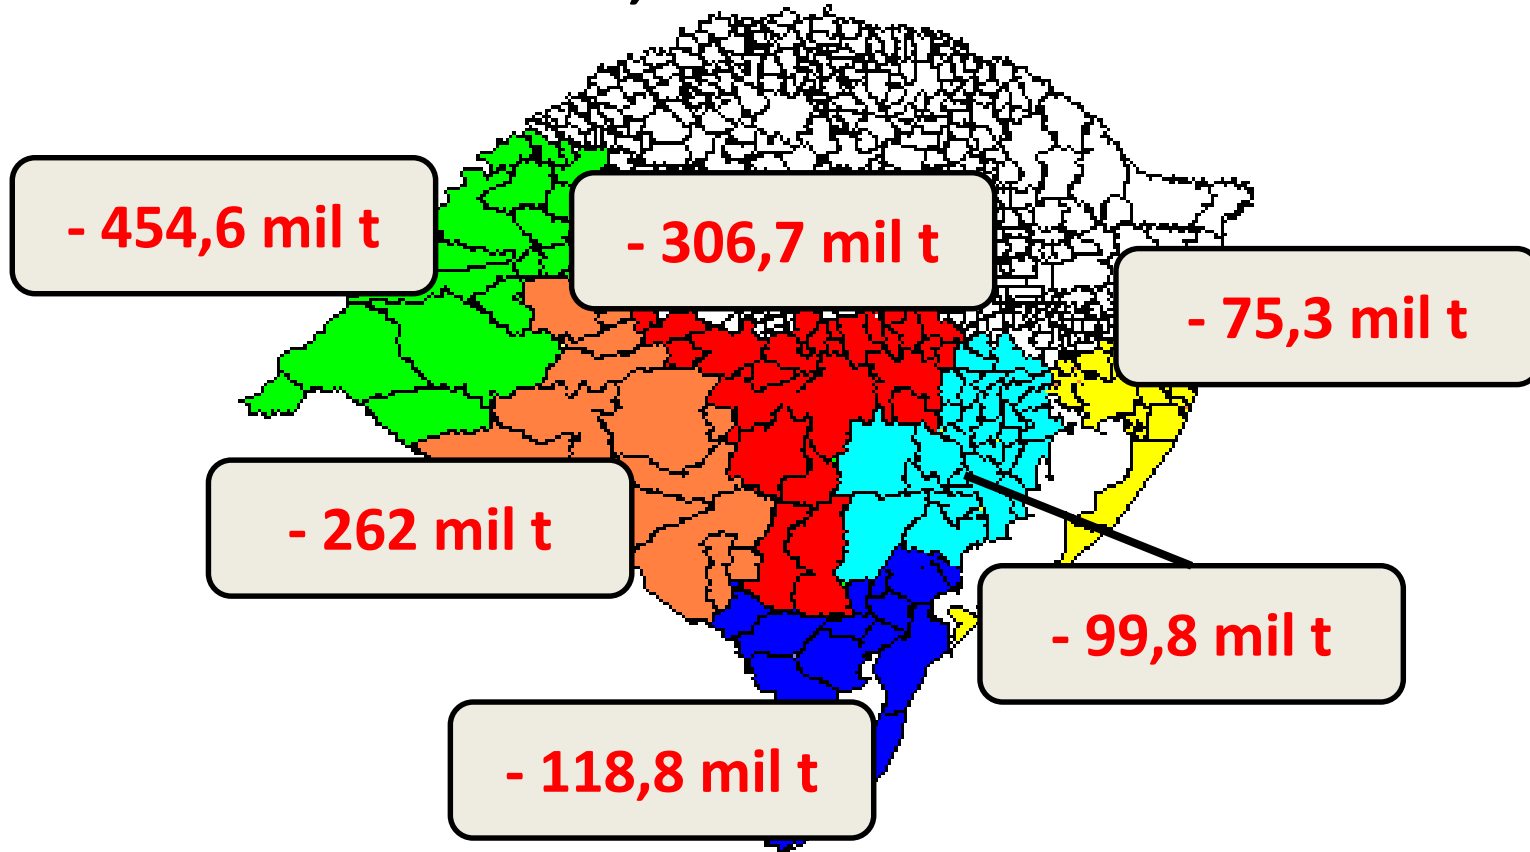 - 454,6 mil t
- 306,7 mil t
- 75,3 mil t
- 262 mil t
- 99,8 mil t
- 118,8 mil t